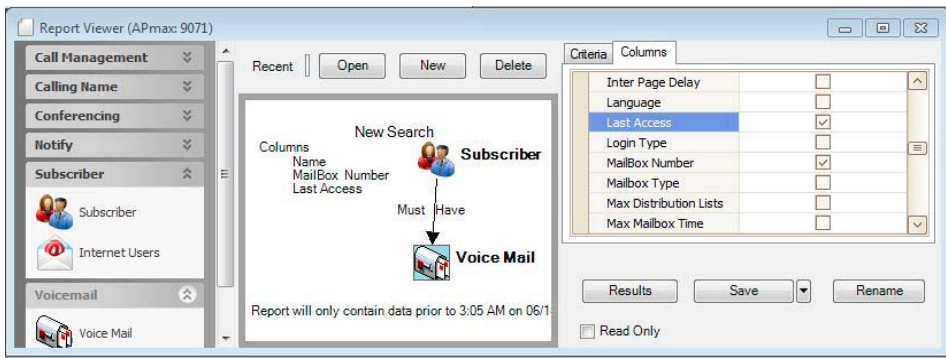 Report Viewer (APmax: 9071)
Call Management
Calling Name
Conferencing
Notify
Subscriber
Subscriber
Internet Users
Voicemail
Voice Mail
Recent
Open
New
Delete
New Search
Columns
Name
MailBox Number
Last Access
Subscriber
Must Have
Voice Mail
Report will only contain data prior to 3:05 AM on 06/1
Criteria
Columns
Inter Page Delay
Language
Last Access
Login Type
MailBox Number
Mailbox Type
Max Distribution Lists
Max Mailbox Time
Results
Save
Rename
Read Only